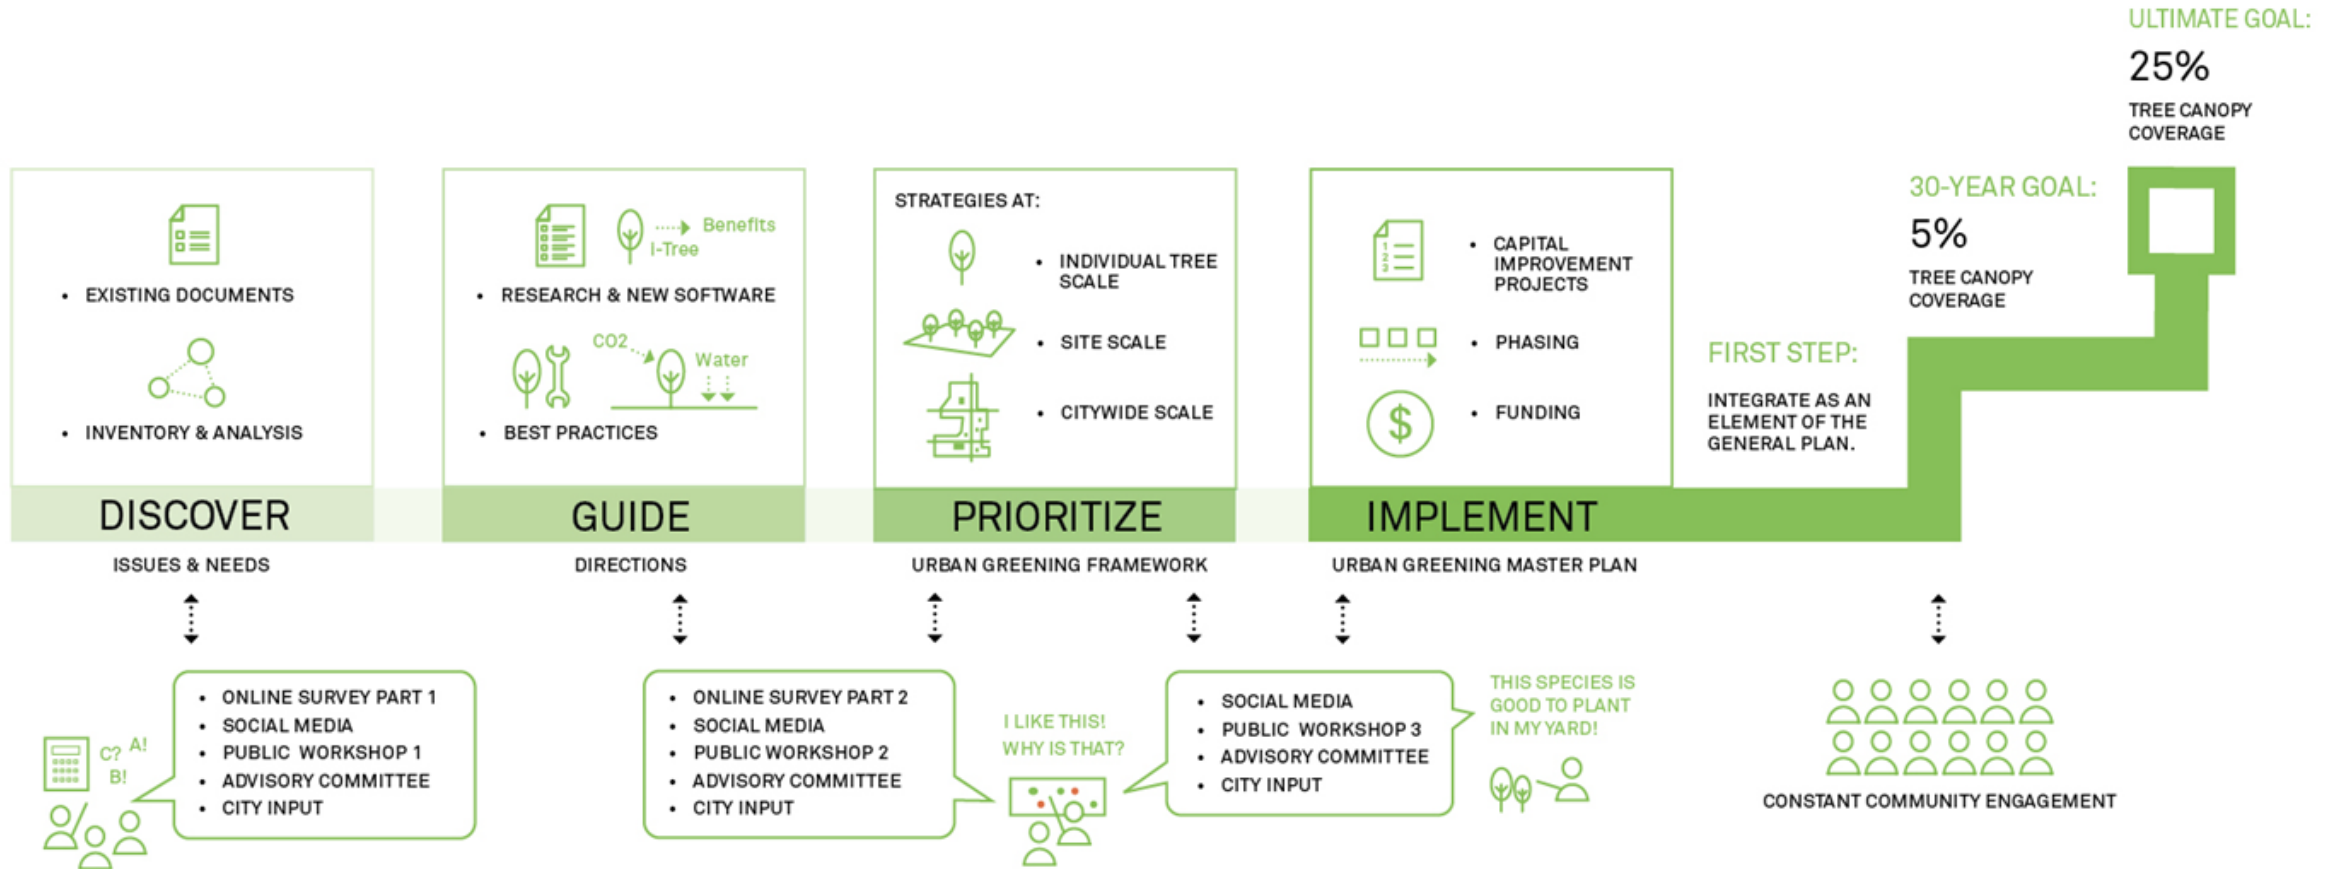 ULTIMATE GOAL:
25%
TREE CANOPY
COVERAGE
30-YEAR GOAL:
5%
TREE CANOPY
COVERAGE
FIRST STEP:
INTEGRATE AS AN
ELEMENT OF THE
GENERAL PLAN.
• EXISTING DOCUMENTS
• INVENTORY & ANALYSIS
DISCOVER
ISSUES & NEEDS
Benefits
I-Tree
• RESEARCH & NEW SOFTWARE
CO2
Water
• BEST PRACTICES
GUIDE
DIRECTIONS
STRATEGIES AT:
• INDIVIDUAL TREE
SCALE
• SITE SCALE
• CITYWIDE SCALE
PRIORITIZE
URBAN GREENING FRAMEWORK
1
2
3
• CAPITAL
IMPROVEMENT
PROJECTS
• PHASING
$
• FUNDING
IMPLEMENT
URBAN GREENING MASTER PLAN
C? A!
B!
• ONLINE SURVEY PART 1
• SOCIAL MEDIA
• PUBLIC WORKSHOP 1
• ADVISORY COMMITTEE
• CITY INPUT
• ONLINE SURVEY PART 2
• SOCIAL MEDIA
• PUBLIC WORKSHOP 2
• ADVISORY COMMITTEE
• CITY INPUT
I LIKE THIS!
WHY IS THAT?
• SOCIAL MEDIA
• PUBLIC WORKSHOP 3
• ADVISORY COMMITTEE
• CITY INPUT
THIS SPECIES IS
GOOD TO PLANT
IN MY YARD!
CONSTANT COMMUNITY ENGAGEMENT